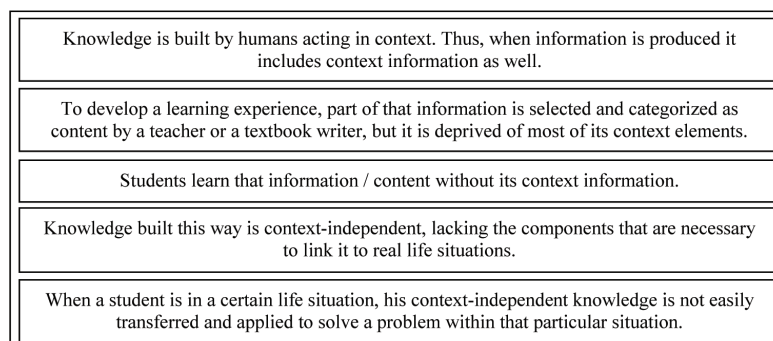 Knowledge is built by humans acting in context. Thus, when information is produced it
includes context information as well.
To develop a learning experience, part of that information is selected and categorized as
content by a teacher or a textbook writer, but it is deprived of most of its context elements.
Students learn that information / content without its context information.
Knowledge built this way is context-independent, lacking the components that are necessary
to link it to real life situations.
When a student is in a certain life situation, his context-independent knowledge is not easily
transferred and applied to solve a problem within that particular situation.